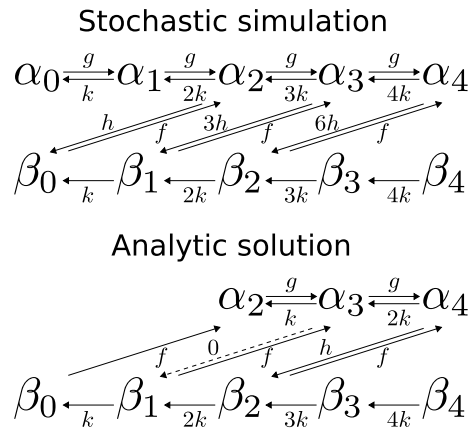 Stochastic simulation
g g g g
α₀ α₁ α₂ α₃ α₄
k 2k 3k 4k
h f 3h f 6h f
β₀ β₁ β₂ β₃ β₄
k 2k 3k 4k
Analytic solution
g g
α₂ α₃ α₄
k 2k
f 0 f h f
β₀ β₁ β₂ β₃ β₄
k 2k 3k 4k